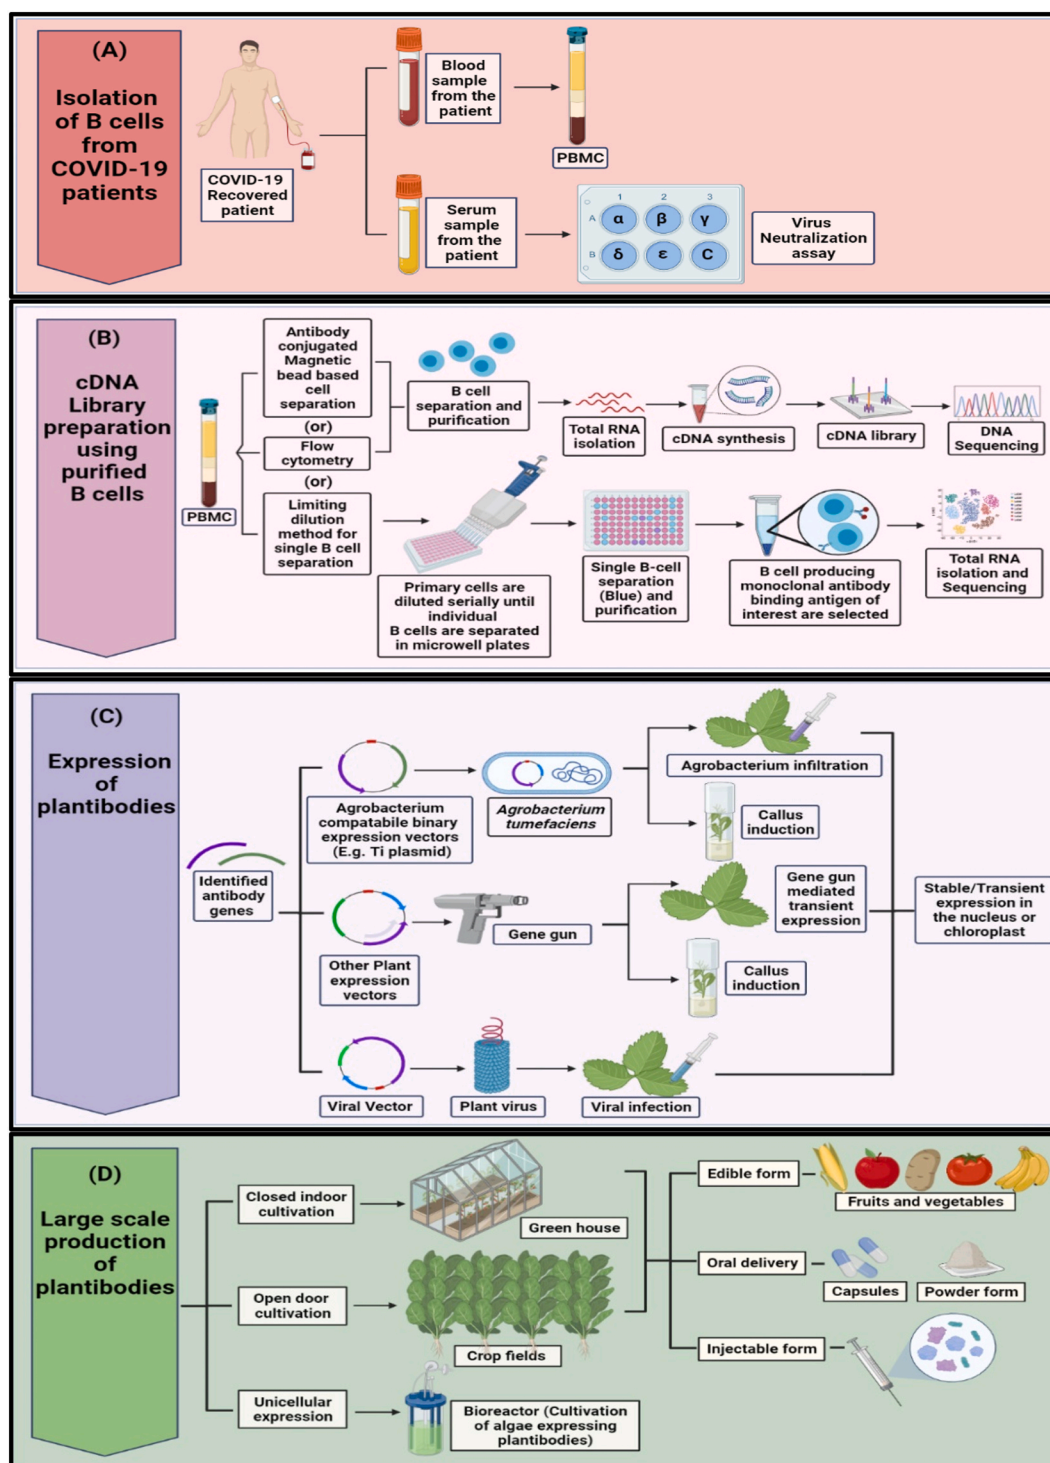 (A)
Isolation
of B cells
from
COVID-19
patients
COVID-19
Recovered
patient
Blood
sample
from the
patient
PBMC
Serum
sample
from the
patient
1 2 3
A α β γ
B δ ε C
Virus
Neutralization
assay
(B)
cDNA
Library
preparation
using
purified
B cells
PBMC
Antibody
conjugated
Magnetic
bead based
cell
separation
(or)
Flow
cytometry
(or)
Limiting
dilution
method for
single B cell
separation
B cell
separation and
purification
Total RNA
isolation
cDNA synthesis
cDNA library
DNA
Sequencing
Primary cells are
diluted serially until
individual
B cells are separated
in microwell plates
Single B-cell
separation
(Blue) and
purification
B cell producing
monoclonal antibody
binding antigen of
interest are selected
Total RNA
isolation and
Sequencing
(C)
Expression
of
plantibodies
Identified
antibody
genes
Agrobacterium
compatabile binary
expression vectors
(E.g. Ti plasmid)
Agrobacterium
tumefaciens
Agrobacterium infiltration
Callus
induction
Other Plant
expression
vectors
Gene gun
Gene gun
mediated
transient
expression
Callus
induction
Viral Vector
Plant virus
Viral infection
Stable/Transient
expression in
the nucleus or
chloroplast
(D)
Large scale
production
of
plantibodies
Closed indoor
cultivation
Green house
Open door
cultivation
Crop fields
Unicellular
expression
Bioreactor (Cultivation
of algae expressing
plantibodies)
Edible form
Fruits and vegetables
Oral delivery
Capsules
Powder form
Injectable form